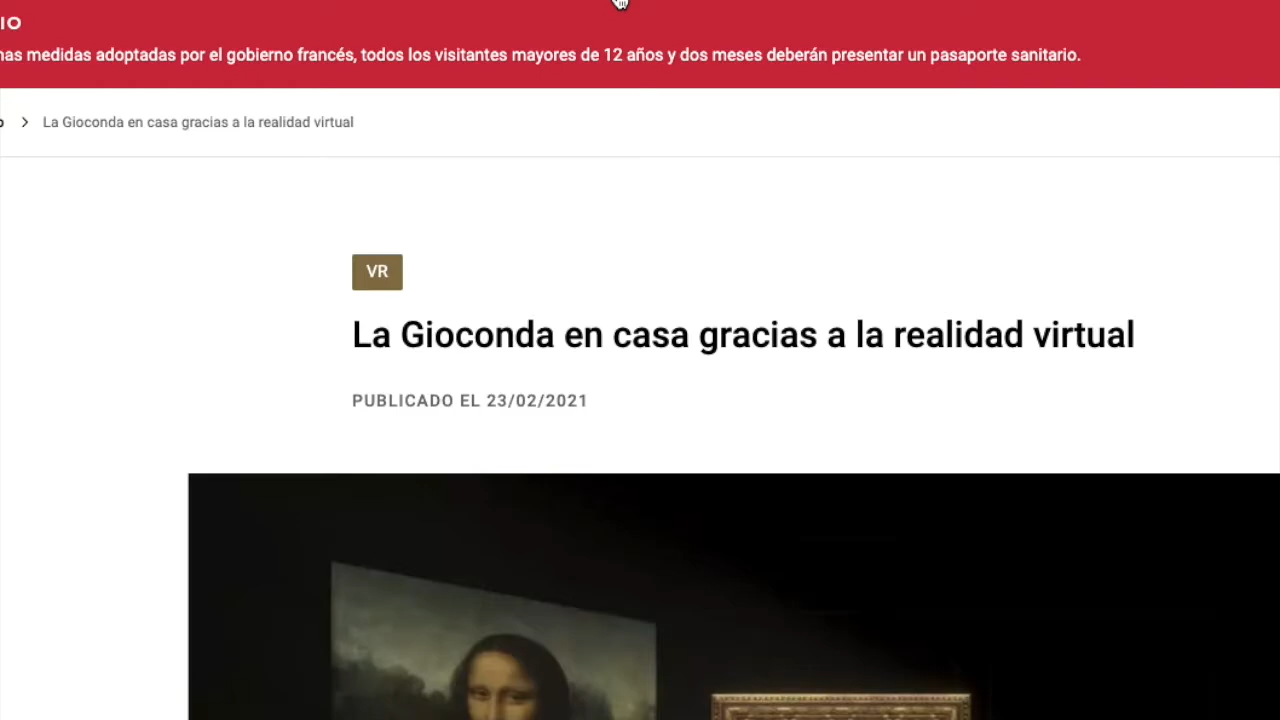 IO
medidas adoptadas por el gobierno francés, todos los visitantes mayores de 12 años y dos meses deberán presentar un pasaporte sanitario.
La Gioconda en casa gracias a la realidad virtual
VR
La Gioconda en casa gracias a la realidad virtual
PUBLICADO EL 23/02/2021